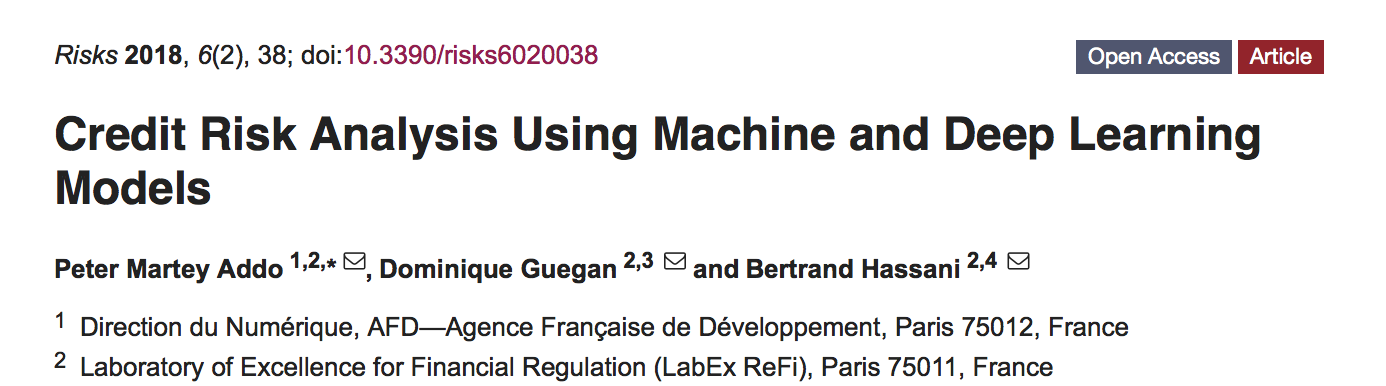 Risks 2018, 6(2), 38; doi:10.3390/risks6020038
Open Access Article
Credit Risk Analysis Using Machine and Deep Learning
Models
Peter Martey Addo 1,2,* , Dominique Guegan 2,3 and Bertrand Hassani 2,4
1 Direction du Numérique, AFD—Agence Française de Développement, Paris 75012, France
2 Laboratory of Excellence for Financial Regulation (LabEx ReFi), Paris 75011, France